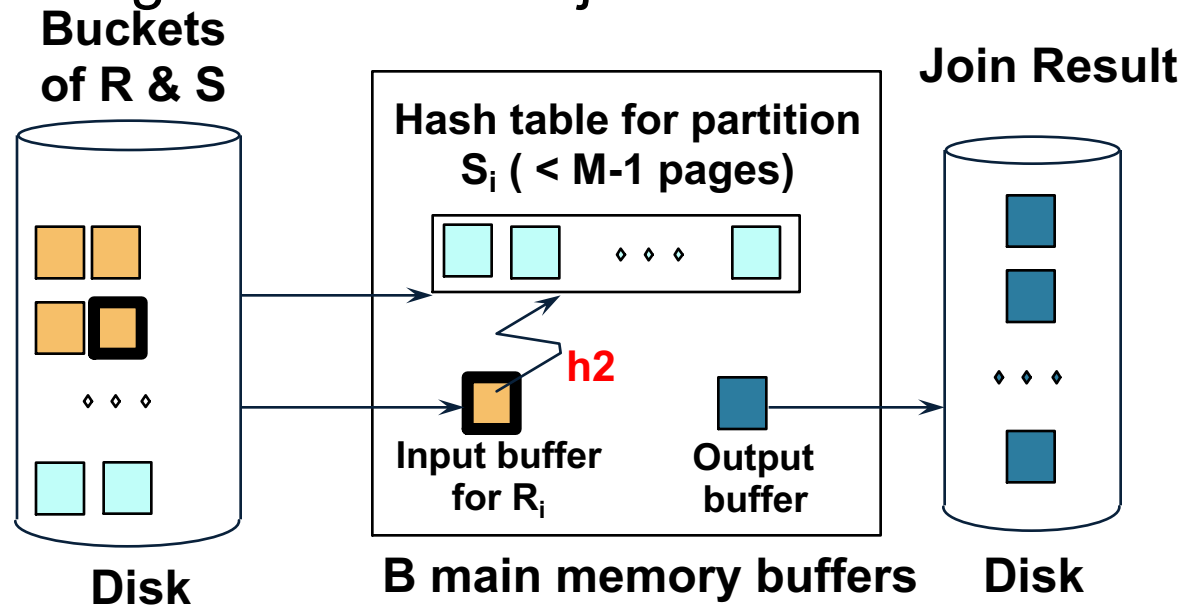 Buckets
of R & S
Join Result
Hash table for partition
Sᵢ ( < M-1 pages)
h2
Input buffer
for Rᵢ
Output
buffer
Disk
B main memory buffers
Disk